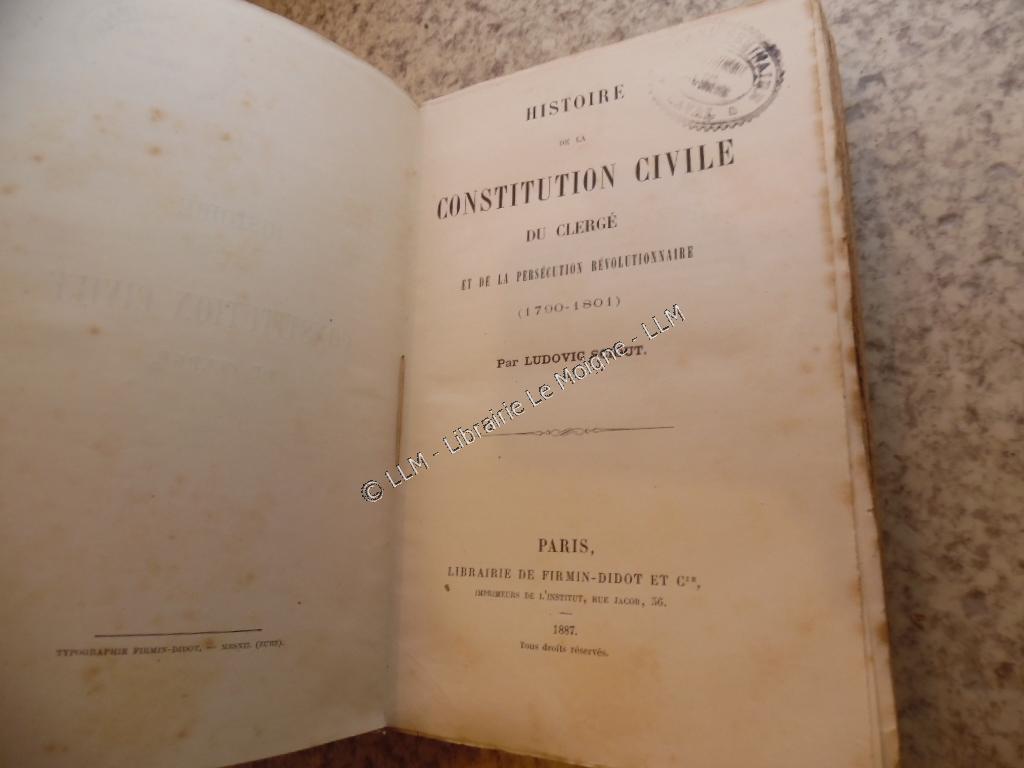 TYPOGRAPHIE FIRMIN-DIDOT. — MESNIL (EURE).
HISTOIRE
DE LA
CONSTITUTION CIVILE
DU CLERGÉ
ET DE LA PERSÉCUTION RÉVOLUTIONNAIRE
(1790-1801)
Par LUDOVIC
© LLM - Librairie Le Moigne - LLM
PARIS,
LIBRAIRIE DE FIRMIN-DIDOT ET Cie,
IMPRIMEURS DE L'INSTITUT, RUE JACOB, 56.
1887.
Tous droits réservés.